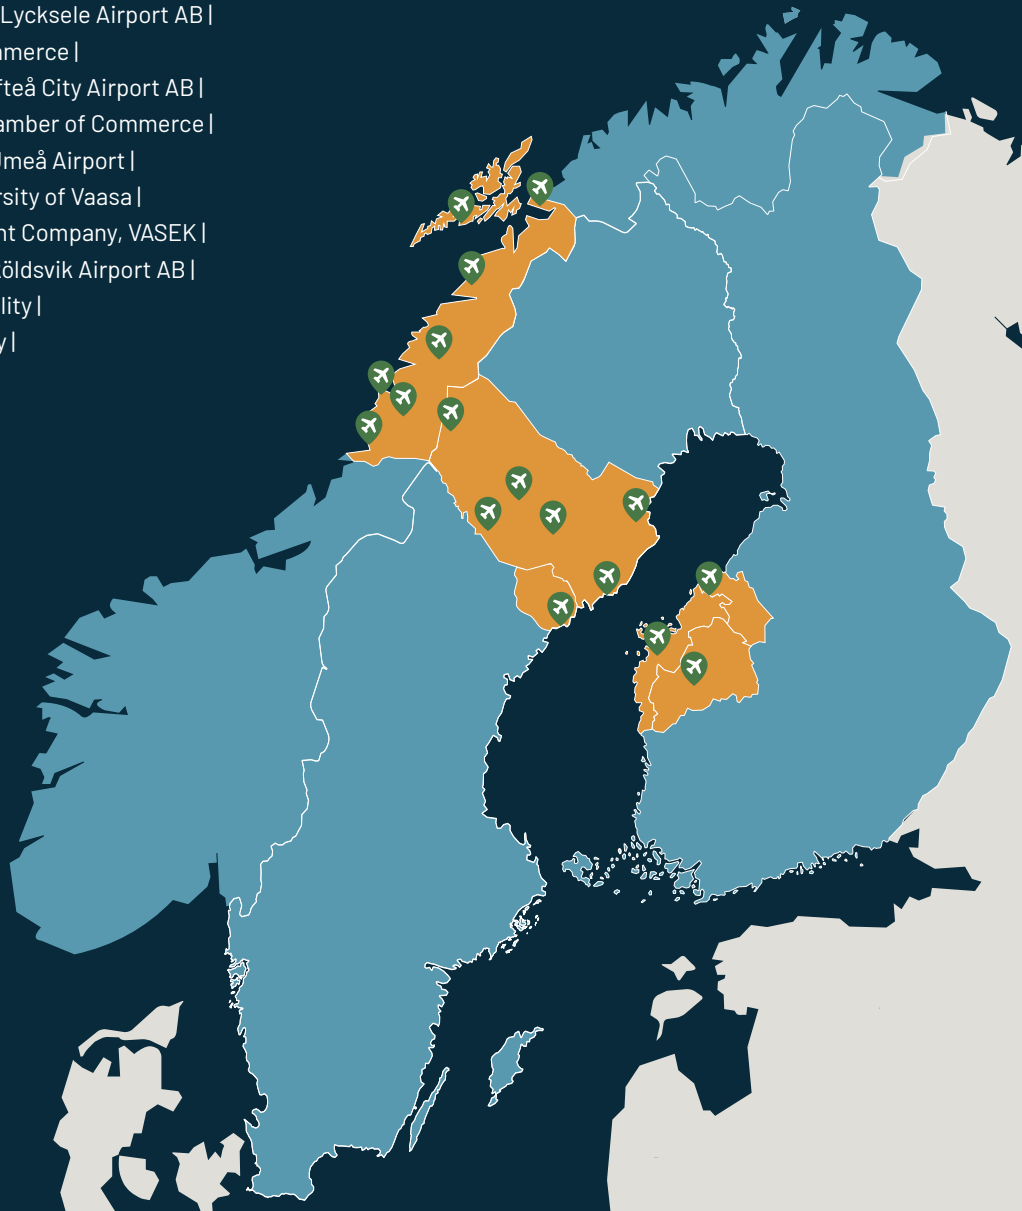 Lycksele Airport AB |
merce |
fteå City Airport AB |
amber of Commerce |
Umeå Airport |
rsity of Vaasa |
nt Company, VASEK |
köldsvik Airport AB |
lity |
y |